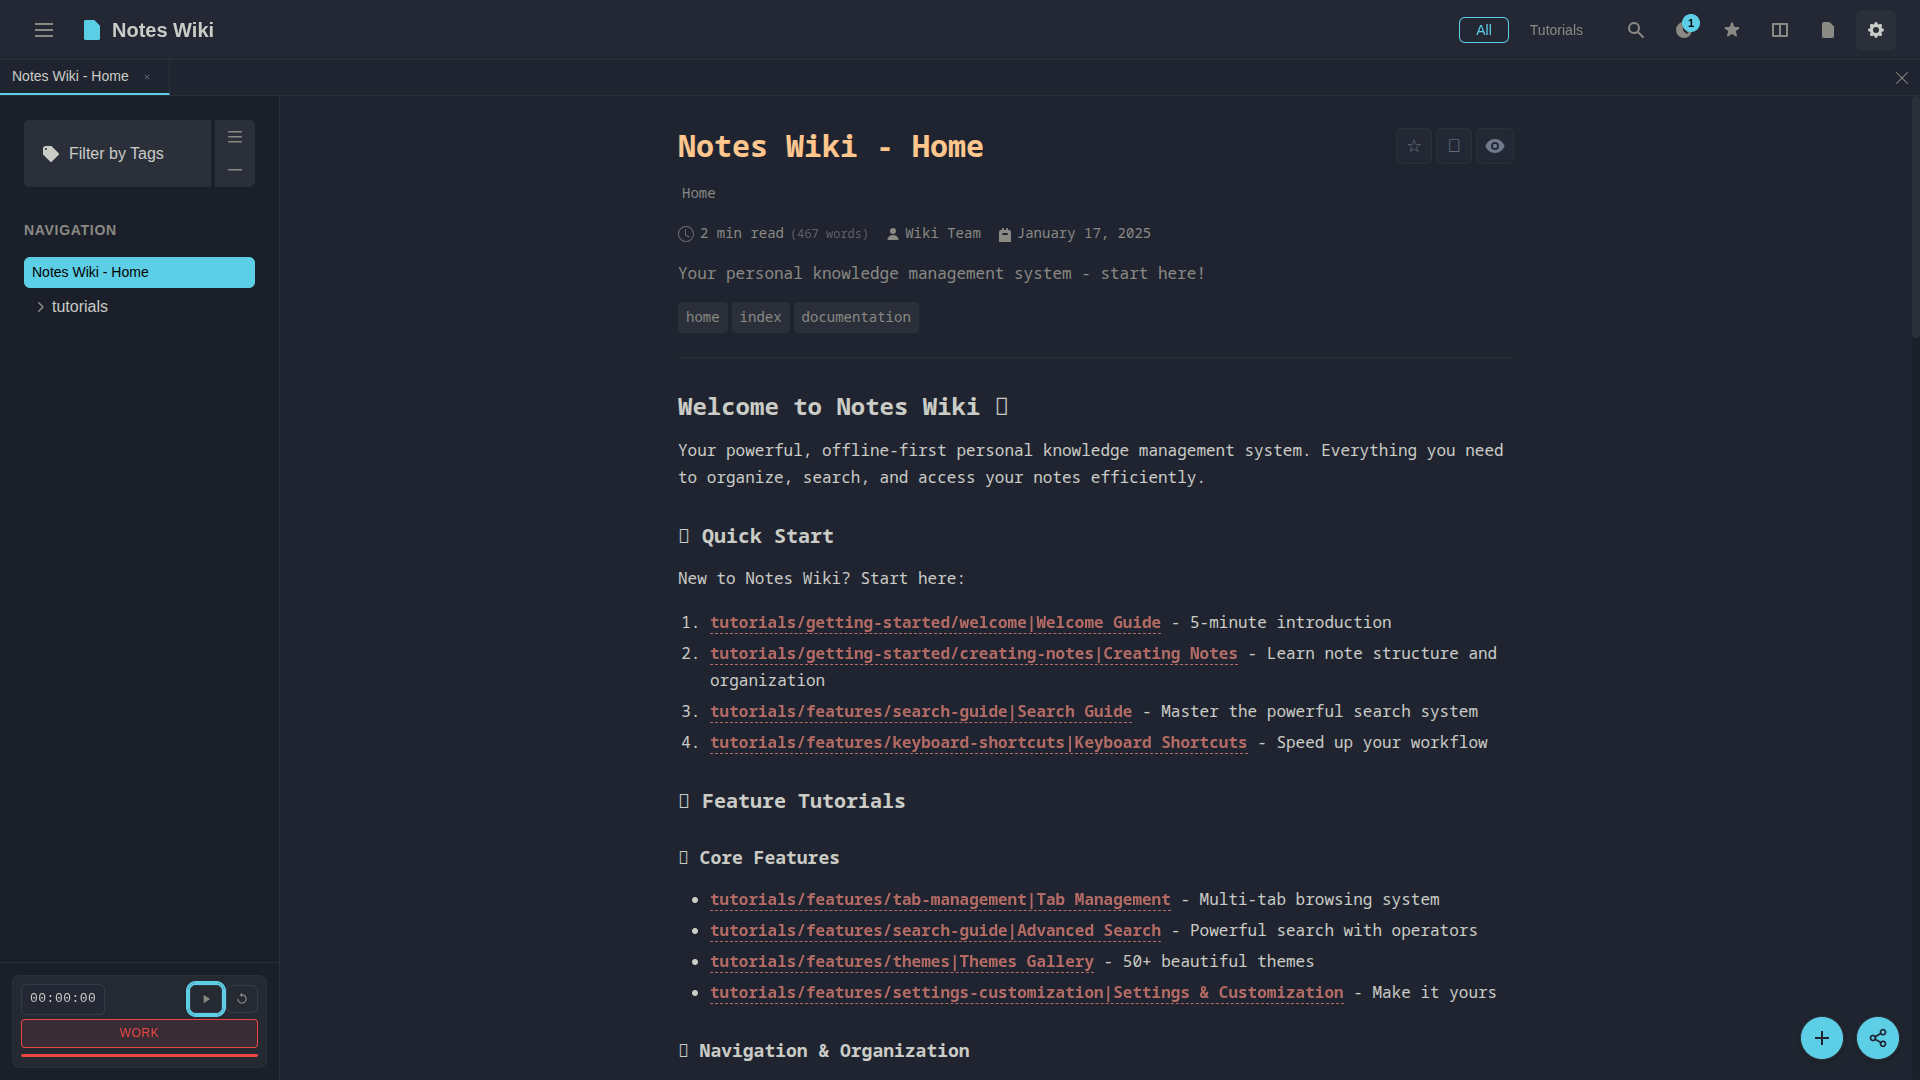 Notes Wiki
All
Tutorials
1
Notes Wiki - Home ×
Filter by Tags
NAVIGATION
Notes Wiki - Home
tutorials
00:00:00
WORK
Notes Wiki - Home
Home
2 min read (467 words) Wiki Team January 17, 2025
Your personal knowledge management system - start here!
home index documentation
Welcome to Notes Wiki
Your powerful, offline-first personal knowledge management system. Everything you need
to organize, search, and access your notes efficiently.
Quick Start
New to Notes Wiki? Start here:
1. tutorials/getting-started/welcome|Welcome Guide - 5-minute introduction
2. tutorials/getting-started/creating-notes|Creating Notes - Learn note structure and
organization
3. tutorials/features/search-guide|Search Guide - Master the powerful search system
4. tutorials/features/keyboard-shortcuts|Keyboard Shortcuts - Speed up your workflow
Feature Tutorials
Core Features
• tutorials/features/tab-management|Tab Management - Multi-tab browsing system
• tutorials/features/search-guide|Advanced Search - Powerful search with operators
• tutorials/features/themes|Themes Gallery - 50+ beautiful themes
• tutorials/features/settings-customization|Settings & Customization - Make it yours
Navigation & Organization